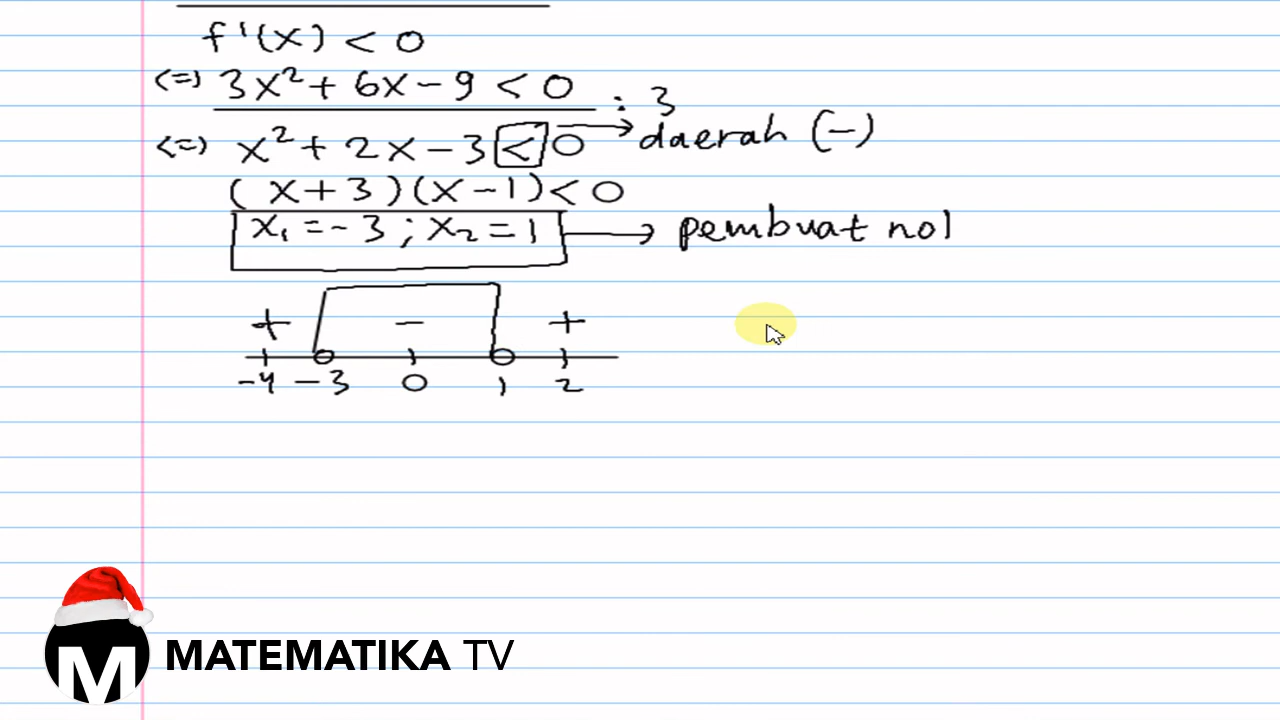 f'(x) < 0
(=) 3x² + 6x - 9 < 0 : 3
(=) x² + 2x - 3 < 0 daerah (-)
(x+3)(x-1) < 0
x₁ = -3 ; x₂ = 1 pembuat nol
+ - +
-4 -3 0 1 2
M MATEMATIKA TV